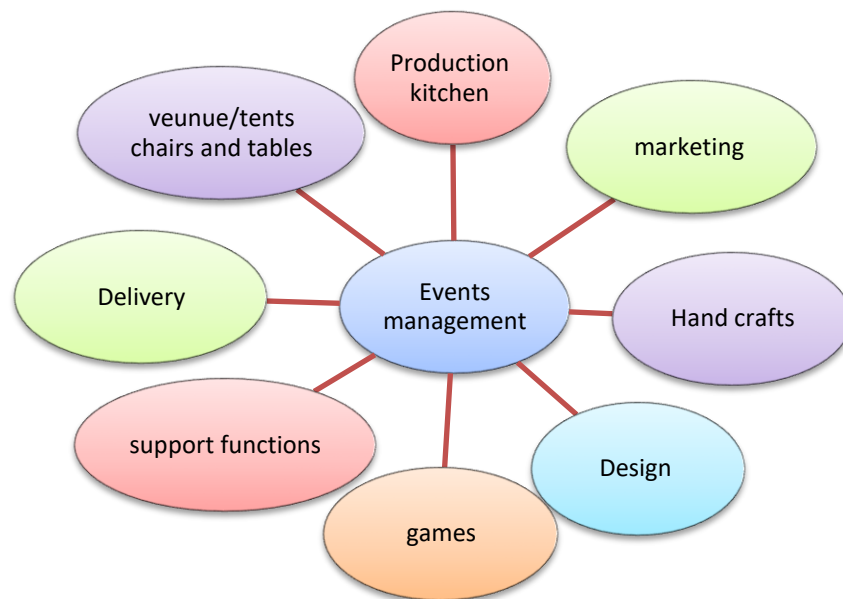 Production
kitchen
veunue/tents
chairs and tables
marketing
Delivery
Events
management
Hand crafts
support functions
Design
games